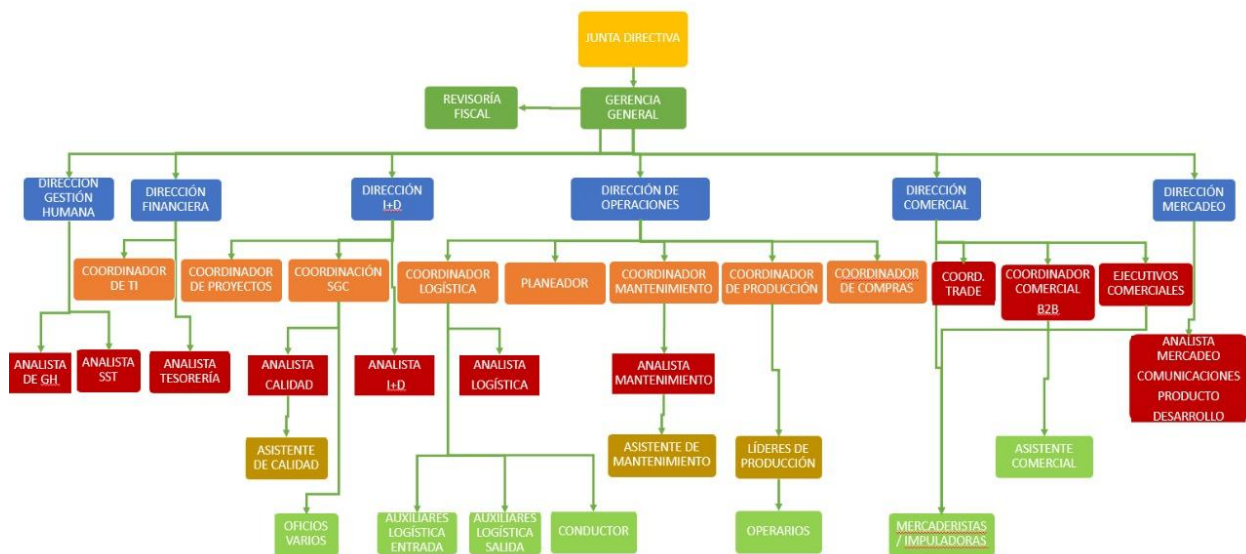 JUNTA DIRECTIVA
REVISORÍA
FISCAL
GERENCIA
GENERAL
DIRECCION
GESTIÓN
HUMANA
DIRECCIÓN
FINANCIERA
DIRECCIÓN
I+D
DIRECCIÓN DE
OPERACIONES
DIRECCIÓN
COMERCIAL
DIRECCIÓN
MERCADEO
COORDINADOR
DE TI
COORDINADOR
DE PROYECTOS
COORDINACIÓN
SGC
COORDINADOR
LOGÍSTICA
PLANEADOR
COORDINADOR
MANTENIMIENTO
COORDINADOR
DE PRODUCCIÓN
COORDINADOR
DE COMPRAS
COORD.
TRADE
COORDINADOR
COMERCIAL
B2B
EJECUTIVOS
COMERCIALES
ANALISTA
DE GH
ANALISTA
SST
ANALISTA
TESORERÍA
ANALISTA
CALIDAD
ANALISTA
I+D
ANALISTA
LOGÍSTICA
ANALISTA
MANTENIMIENTO
ANALISTA
MERCADEO
COMUNICACIONES
PRODUCTO
DESARROLLO
ASISTENTE
DE CALIDAD
ASISTENTE DE
MANTENIMIENTO
LÍDERES DE
PRODUCCIÓN
ASISTENTE
COMERCIAL
OFICIOS
VARIOS
AUXILIARES
LOGÍSTICA
ENTRADA
AUXILIARES
LOGÍSTICA
SALIDA
CONDUCTOR
OPERARIOS
MERCADERISTAS
/ IMPULADORAS